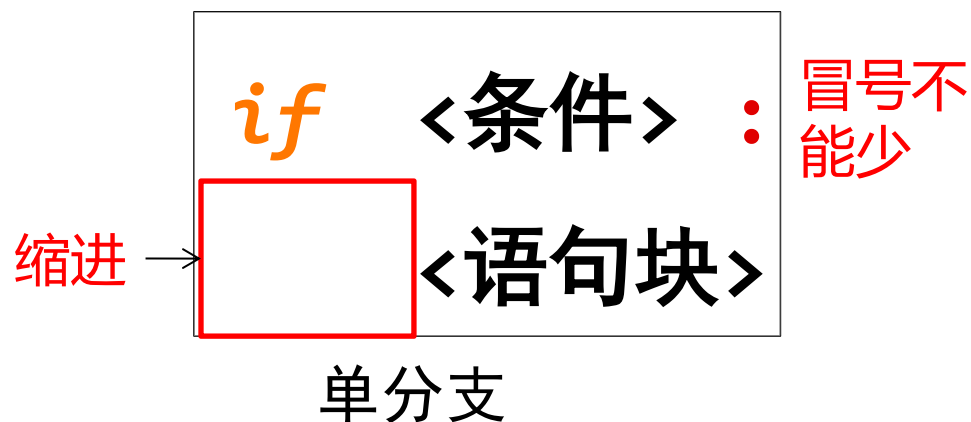 if <条件> :
冒号不
能少
缩进
<语句块>
单分支